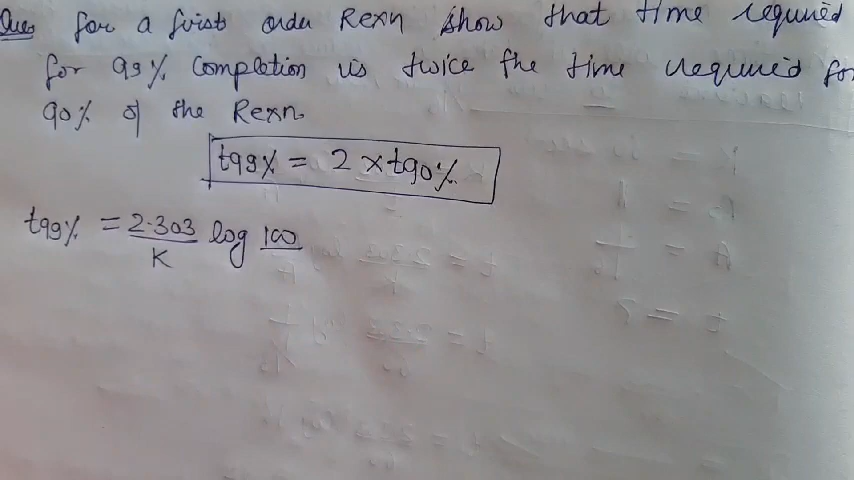 Ques for a first order Rexn show that time required
for 99% Completion is twice the time required for
90% of the Rexn.
t99% = 2 × t90%
t99% = 2.303/K log 100